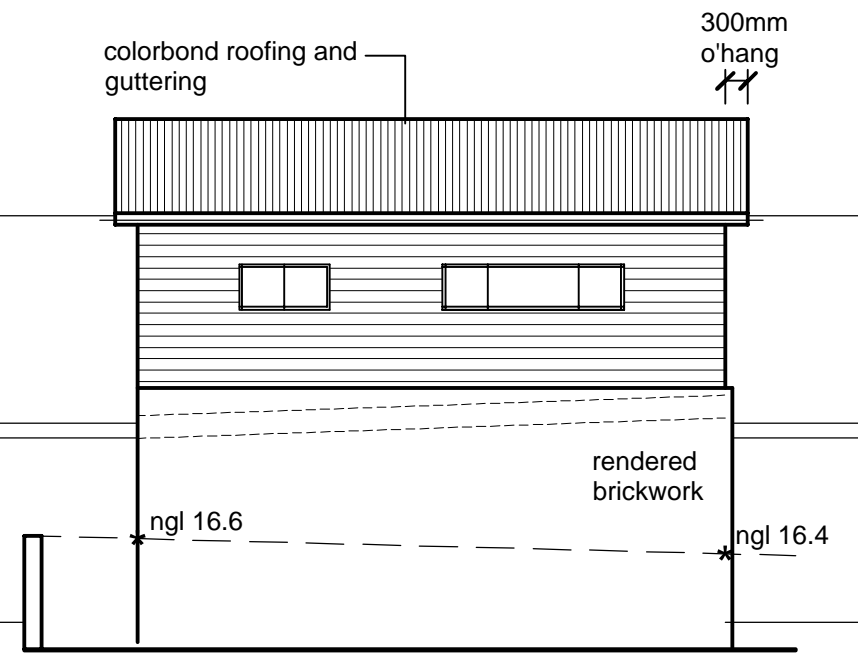 300mm
o'hang
colorbond roofing and
guttering
rendered
brickwork
ngl 16.6
ngl 16.4